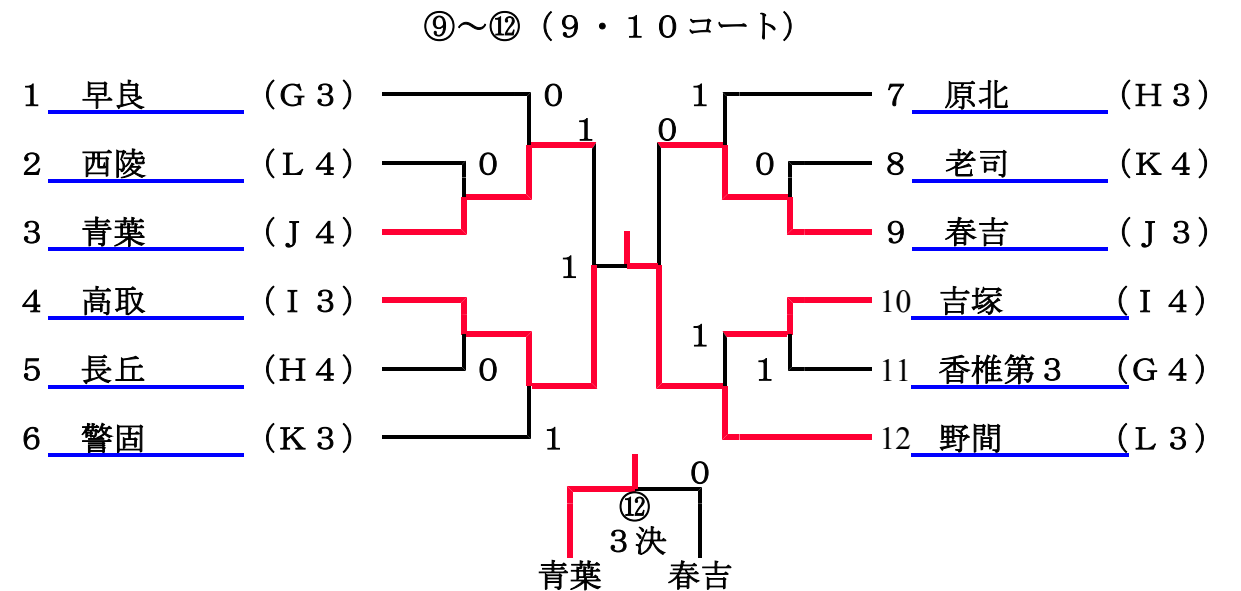 ⑨～⑫（９・１０コート）
１ 早良 （Ｇ３） ０ １ ７ 原北 （Ｈ３）
１ ０
２ 西陵 （Ｌ４） ０ ０ ８ 老司 （Ｋ４）
３ 青葉 （Ｊ４） ９ 春吉 （Ｊ３）
１
４ 高取 （Ｉ３） 10 吉塚 （Ｉ４）
１
５ 長丘 （Ｈ４） ０ １ 11 香椎第３ （Ｇ４）
６ 警固 （Ｋ３） １ 12 野間 （Ｌ３）
０
⑫
３決
青葉 春吉